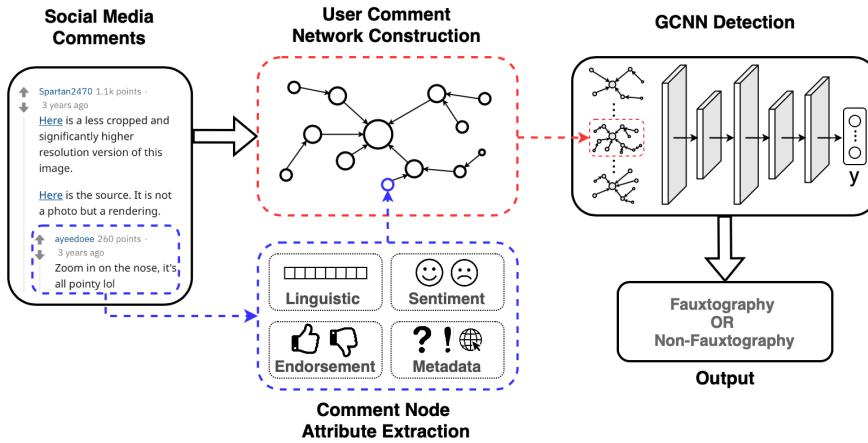 Social Media
Comments
User Comment
Network Construction
GCNN Detection
Spartan2470 1.1k points ·
3 years ago
Here is a less cropped and
significantly higher
resolution version of this
image.
Here is the source. It is not
a photo but a rendering.
ayeedoee 260 points ·
3 years ago
Zoom in on the nose, it's
all pointy lol
Linguistic
Sentiment
Endorsement
? !
Metadata
Comment Node
Attribute Extraction
y
Fauxtography
OR
Non-Fauxtography
Output